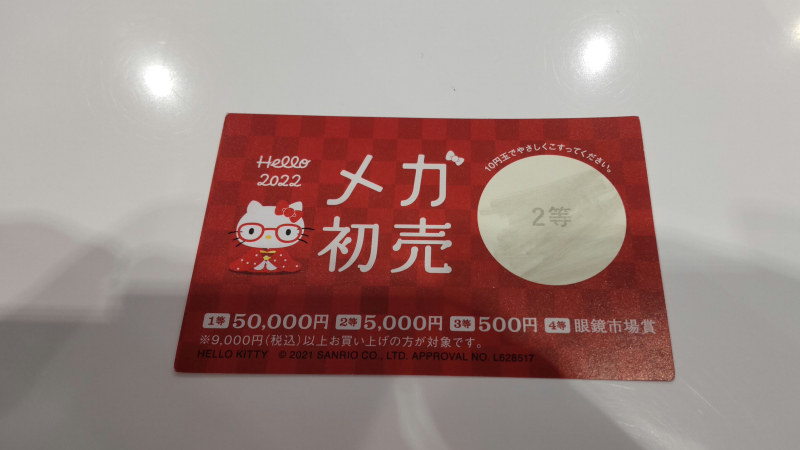 Hello
2022
メガ
初売
10円玉でやさしくこすってください。
2等
1等 50,000円 2等 5,000円 3等 500円 4等 眼鏡市場賞
※9,000円(税込)以上お買い上げの方が対象です。
HELLO KITTY © 2021 SANRIO CO., LTD. APPROVAL NO. L628517